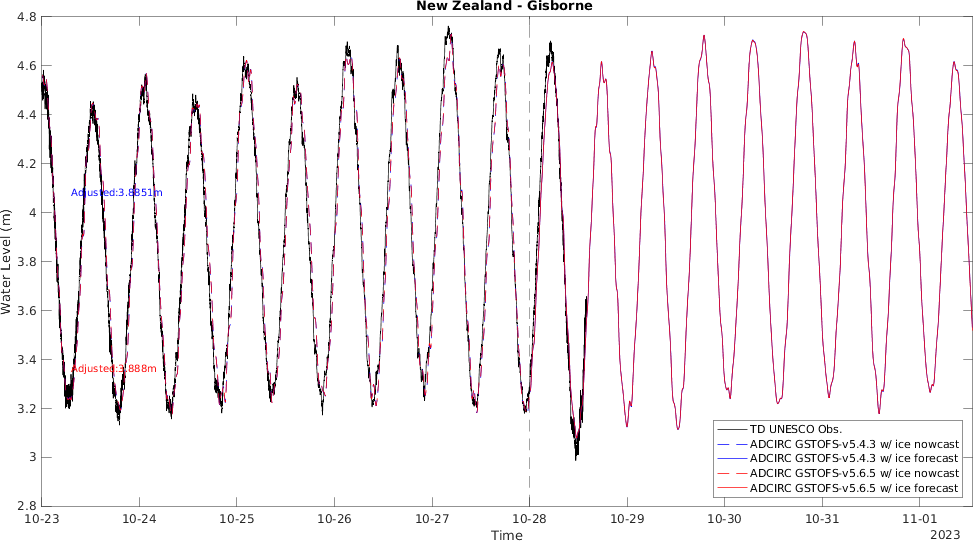 New Zealand - Gisborne
4.8
4.6
4.4
4.2
4
3.8
3.6
3.4
3.2
3
2.8
Water Level (m)
Adjusted:3.8851m
Adjusted:3.888m
TD UNESCO Obs.
ADCIRC GSTOFS-v5.4.3 w/ ice nowcast
ADCIRC GSTOFS-v5.4.3 w/ ice forecast
ADCIRC GSTOFS-v5.6.5 w/ ice nowcast
ADCIRC GSTOFS-v5.6.5 w/ ice forecast
10-23 10-24 10-25 10-26 10-27 10-28 10-29 10-30 10-31 11-01
Time
2023